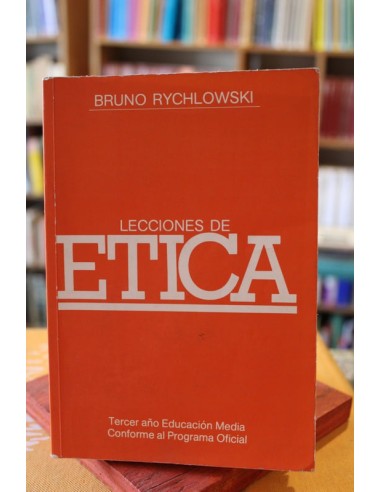 BRUNO RYCHLOWSKI
LECCIONES DE
ETICA
Tercer año Educación Media
Conforme al Programa Oficial